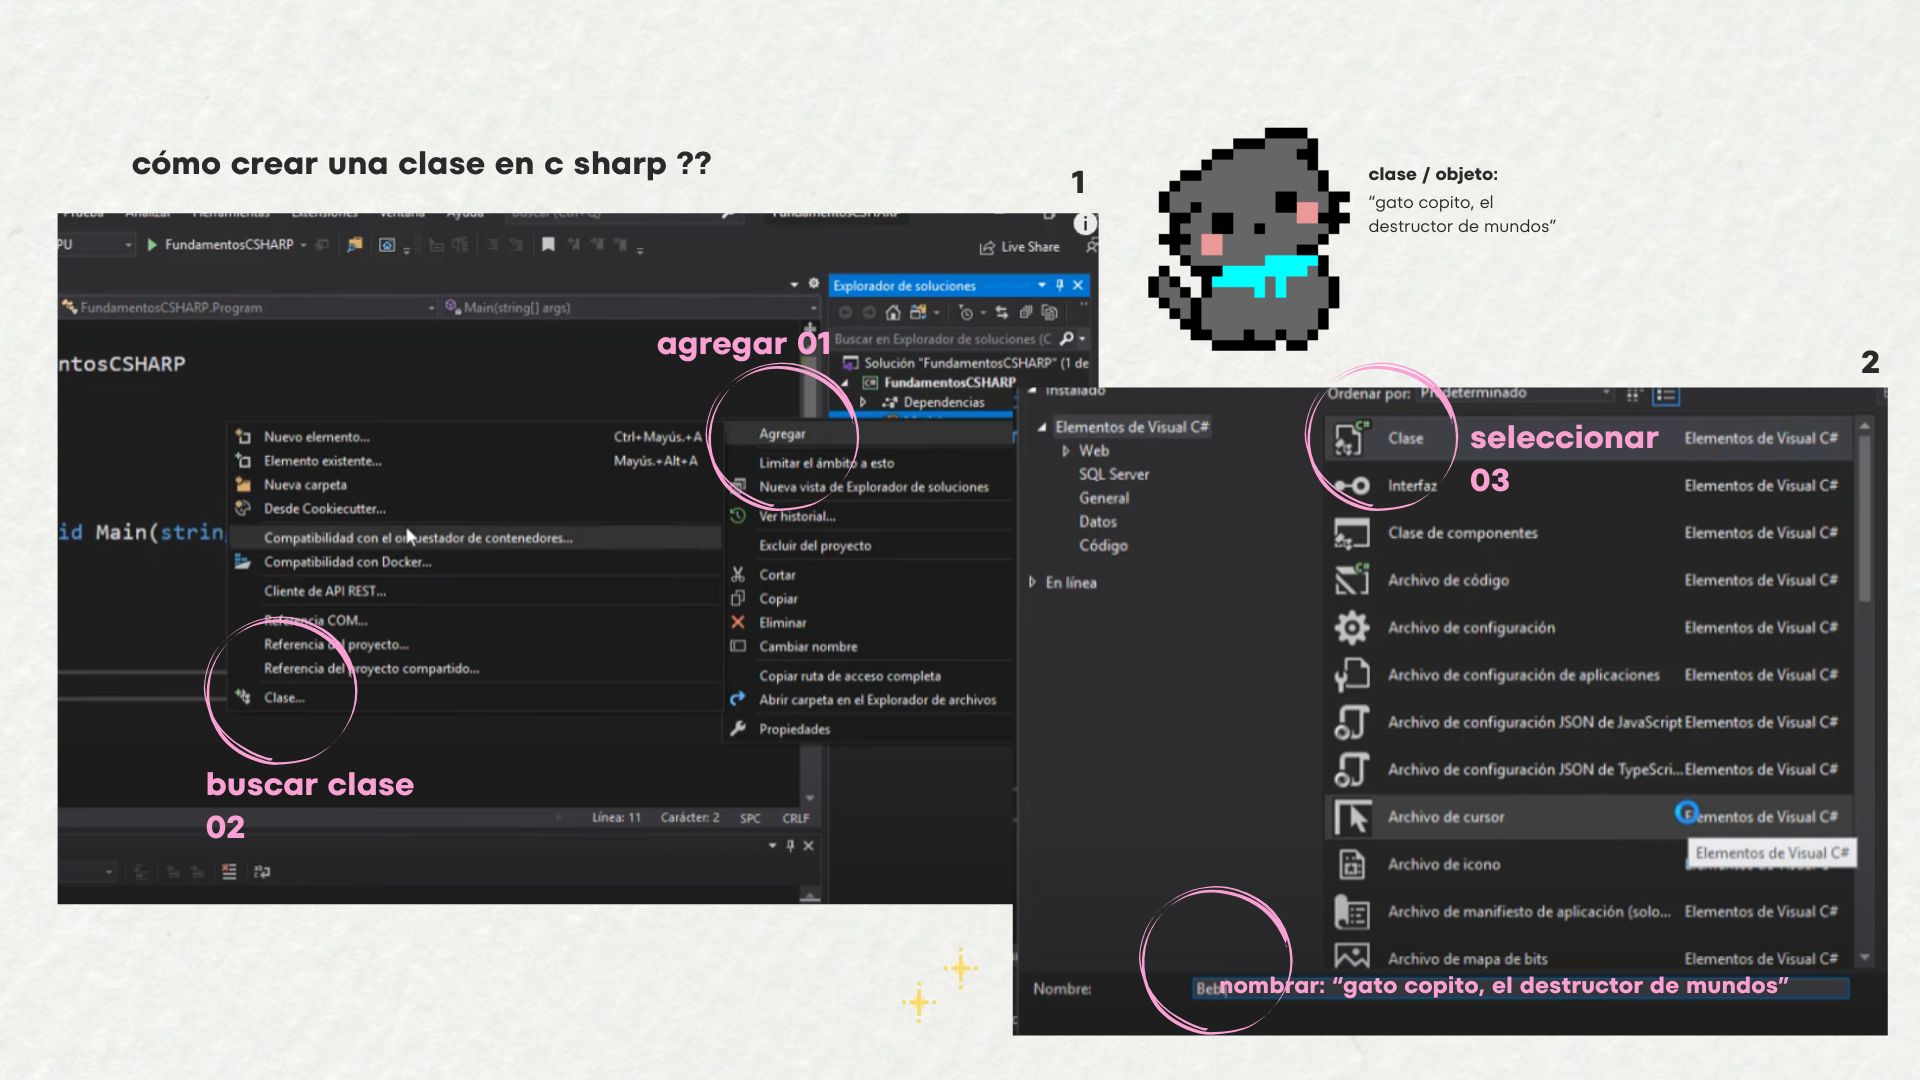 cómo crear una clase en c sharp ??
1
clase / objeto:
“gato copito, el
destructor de mundos”
Prueba Analizar Herramientas Extensiones Ventana Ayuda Buscar (Ctrl+Q) FundamentosCSHARP
PU FundamentosCSHARP Live Share
Explorador de soluciones
FundamentosCSHARP.Program Main(string[] args)
Buscar en Explorador de soluciones (C
agregar 01
ntosCSHARP
Solución "FundamentosCSHARP" (1 de
FundamentosCSHARP
Dependencias
Nuevo elemento... Ctrl+Mayús.+A
Elemento existente... Mayús.+Alt+A
Nueva carpeta
Desde Cookiecutter...
id Main(strin
Compatibilidad con el orquestador de contenedores...
Compatibilidad con Docker...
Cliente de API REST...
Referencia COM...
Referencia del proyecto...
Referencia del proyecto compartido...
Clase...
Agregar
Limitar el ámbito a esto
Nueva vista de Explorador de soluciones
Ver historial...
Excluir del proyecto
Cortar
Copiar
Eliminar
Cambiar nombre
Copiar ruta de acceso completa
Abrir carpeta en el Explorador de archivos
Propiedades
buscar clase
02
Línea: 11 Carácter: 2 SPC CRLF
2
Instalado
Ordenar por: Predeterminado
Elementos de Visual C#
Web
SQL Server
General
Datos
Código
En línea
Clase Elementos de Visual C#
seleccionar
03
Interfaz Elementos de Visual C#
Clase de componentes Elementos de Visual C#
Archivo de código Elementos de Visual C#
Archivo de configuración Elementos de Visual C#
Archivo de configuración de aplicaciones Elementos de Visual C#
Archivo de configuración JSON de JavaScript Elementos de Visual C#
Archivo de configuración JSON de TypeScri... Elementos de Visual C#
Archivo de cursor Elementos de Visual C#
Elementos de Visual C#
Archivo de icono
Archivo de manifiesto de aplicación (solo... Elementos de Visual C#
Archivo de mapa de bits Elementos de Visual C#
Nombre:
nombrar: “gato copito, el destructor de mundos”